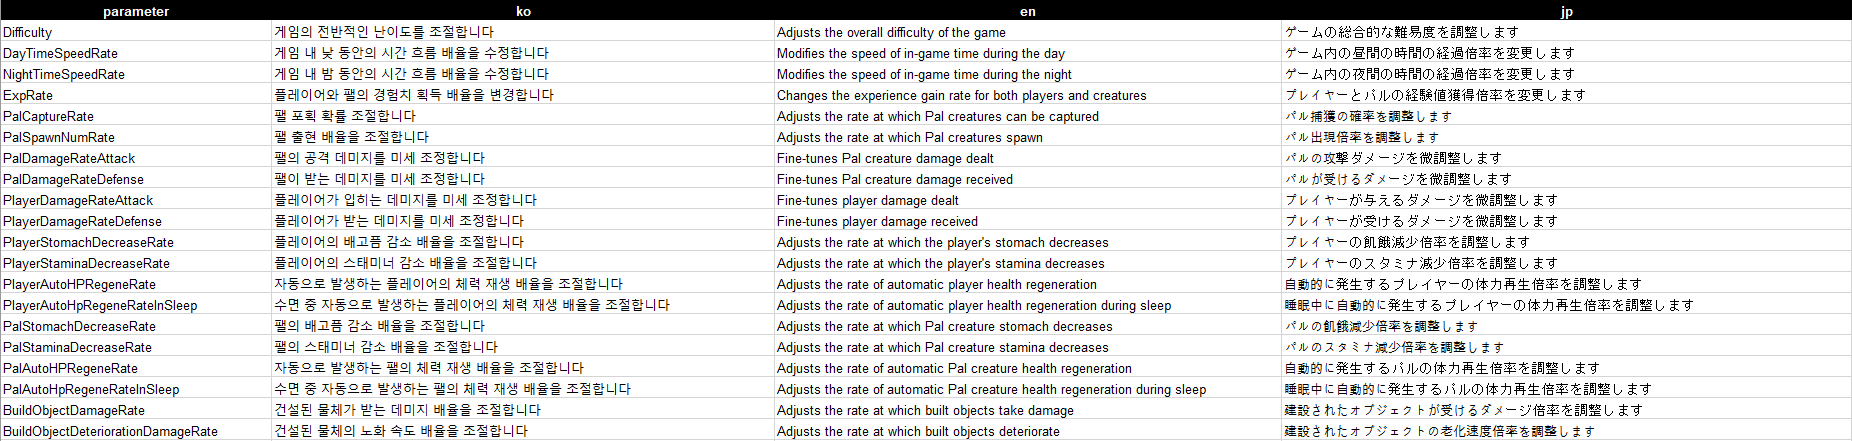 parameter ko en jp
Difficulty 게임의 전반적인 난이도를 조절합니다 Adjusts the overall difficulty of the game ゲームの総合的な難易度を調整します
DayTimeSpeedRate 게임 내 낮 동안의 시간 흐름 배율을 수정합니다 Modifies the speed of in-game time during the day ゲーム内の昼間の時間の経過倍率を変更します
NightTimeSpeedRate 게임 내 밤 동안의 시간 흐름 배율을 수정합니다 Modifies the speed of in-game time during the night ゲーム内の夜間の時間の経過倍率を変更します
ExpRate 플레이어와 팰의 경험치 획득 배율을 변경합니다 Changes the experience gain rate for both players and creatures プレイヤーとパルの経験値獲得倍率を変更します
PalCaptureRate 팰 포획 확률 조절합니다 Adjusts the rate at which Pal creatures can be captured パル捕獲の確率を調整します
PalSpawnNumRate 팰 출현 배율을 조절합니다 Adjusts the rate at which Pal creatures spawn パル出現倍率を調整します
PalDamageRateAttack 팰의 공격 데미지를 미세 조정합니다 Fine-tunes Pal creature damage dealt パルの攻撃ダメージを微調整します
PalDamageRateDefense 팰이 받는 데미지를 미세 조정합니다 Fine-tunes Pal creature damage received パルが受けるダメージを微調整します
PlayerDamageRateAttack 플레이어가 입히는 데미지를 미세 조정합니다 Fine-tunes player damage dealt プレイヤーが与えるダメージを微調整します
PlayerDamageRateDefense 플레이어가 받는 데미지를 미세 조정합니다 Fine-tunes player damage received プレイヤーが受けるダメージを微調整します
PlayerStomachDecreaseRate 플레이어의 배고픔 감소 배율을 조절합니다 Adjusts the rate at which the player's stomach decreases プレイヤーの飢餓減少倍率を調整します
PlayerStaminaDecreaseRate 플레이어의 스태미너 감소 배율을 조절합니다 Adjusts the rate at which the player's stamina decreases プレイヤーのスタミナ減少倍率を調整します
PlayerAutoHPRegeneRate 자동으로 발생하는 플레이어의 체력 재생 배율을 조절합니다 Adjusts the rate of automatic player health regeneration 自動的に発生するプレイヤーの体力再生倍率を調整します
PlayerAutoHpRegeneRateInSleep 수면 중 자동으로 발생하는 플레이어의 체력 재생 배율을 조절합니다 Adjusts the rate of automatic player health regeneration during sleep 睡眠中に自動的に発生するプレイヤーの体力再生倍率を調整します
PalStomachDecreaseRate 팰의 배고픔 감소 배율을 조절합니다 Adjusts the rate at which Pal creature stomach decreases パルの飢餓減少倍率を調整します
PalStaminaDecreaseRate 팰의 스태미너 감소 배율을 조절합니다 Adjusts the rate at which Pal creature stamina decreases パルのスタミナ減少倍率を調整します
PalAutoHPRegeneRate 자동으로 발생하는 팰의 체력 재생 배율을 조절합니다 Adjusts the rate of automatic Pal creature health regeneration 自動的に発生するパルの体力再生倍率を調整します
PalAutoHpRegeneRateInSleep 수면 중 자동으로 발생하는 팰의 체력 재생 배율을 조절합니다 Adjusts the rate of automatic Pal creature health regeneration during sleep 睡眠中に自動的に発生するパルの体力再生倍率を調整します
BuildObjectDamageRate 건설된 물체가 받는 데미지 배율을 조절합니다 Adjusts the rate at which built objects take damage 建設されたオブジェクトが受けるダメージ倍率を調整します
BuildObjectDeteriorationDamageRate 건설된 물체의 노화 속도 배율을 조절합니다 Adjusts the rate at which built objects deteriorate 建設されたオブジェクトの老化速度倍率を調整します